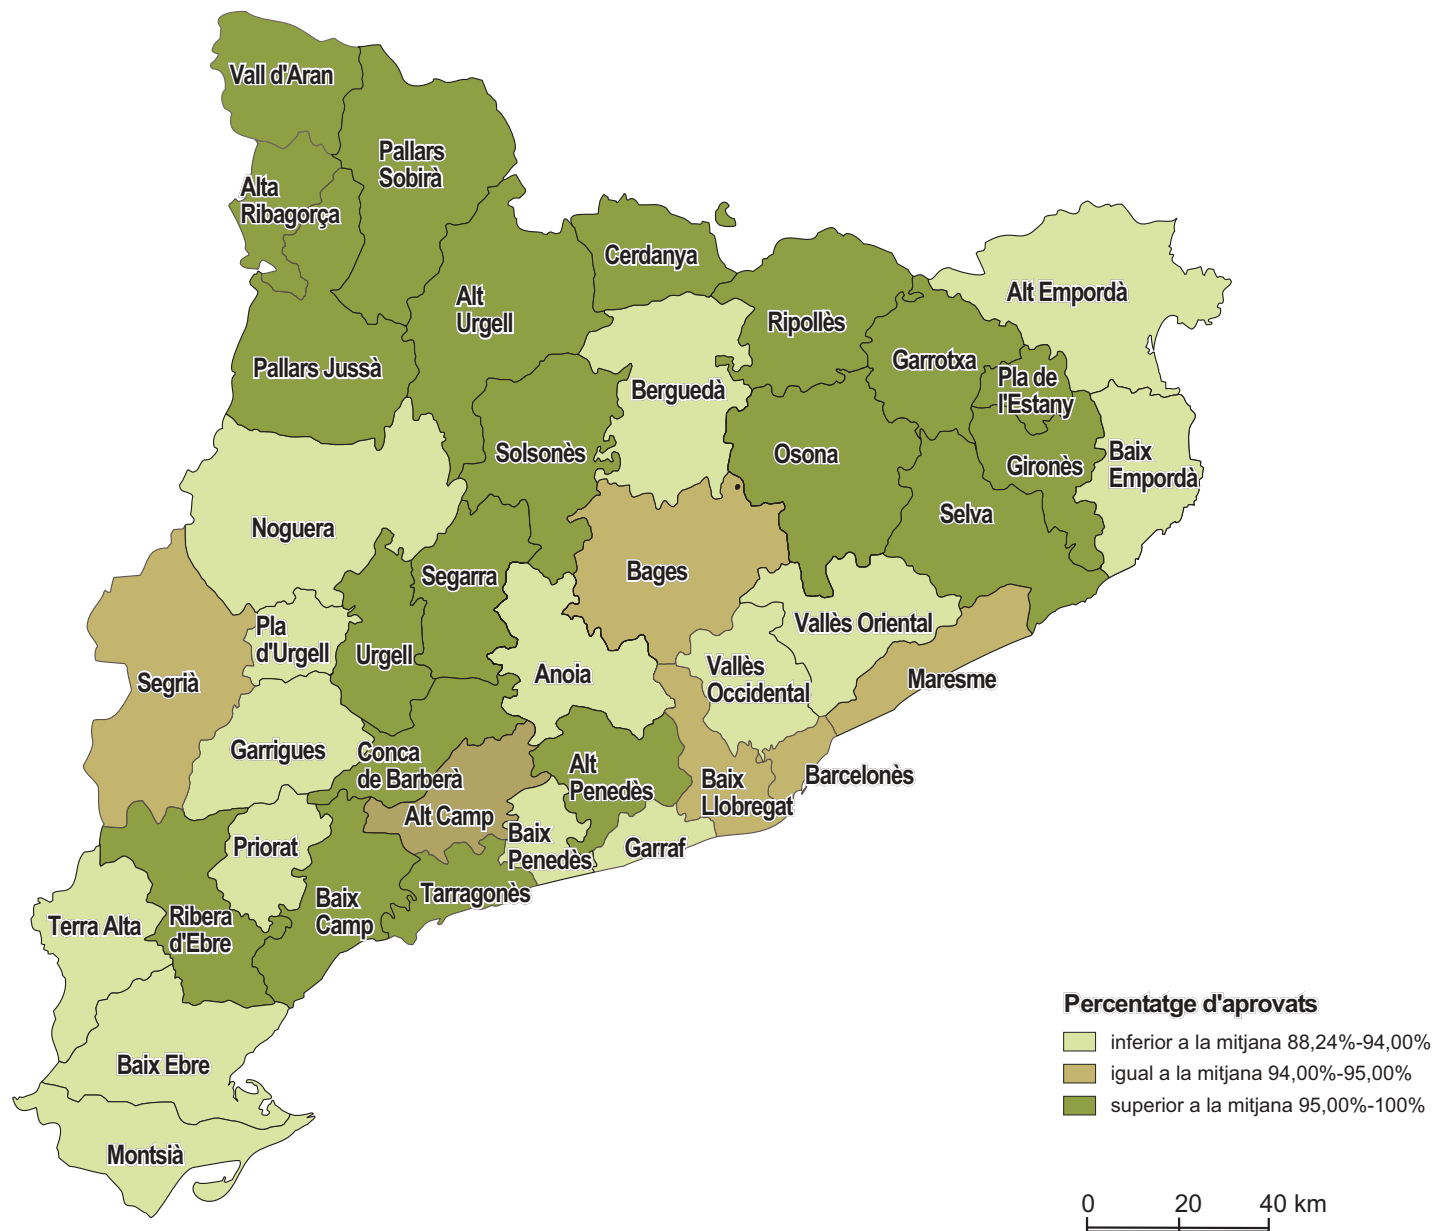 Vall d'Aran
Pallars
Sobirà
Alta
Ribagorça
Cerdanya
Alt Empordà
Alt
Urgell
Ripollès
Garrotxa
Pallars Jussà
Pla de
l'Estany
Berguedà
Solsonès
Osona
Gironès
Baix
Empordà
Noguera
Selva
Segarra
Bages
Pla
d'Urgell
Urgell
Vallès Oriental
Anoia
Vallès
Occidental
Segrià
Maresme
Garrigues
Conca
de Barberà
Alt
Penedès
Baix
Llobregat
Barcelonès
Alt Camp
Baix
Penedès
Garraf
Priorat
Tarragonès
Baix
Camp
Terra Alta
Ribera
d'Ebre
Baix Ebre
Montsià
Percentatge d'aprovats
inferior a la mitjana 88,24%-94,00%
igual a la mitjana 94,00%-95,00%
superior a la mitjana 95,00%-100%
0 20 40 km